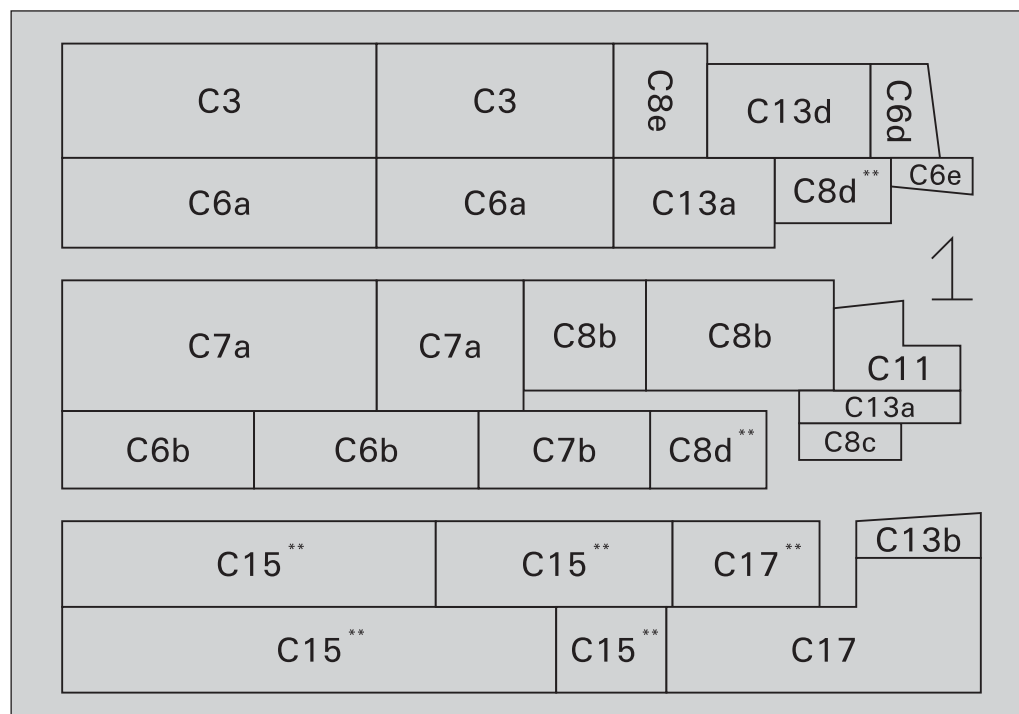 C3 C3 C8e C13d C6d
C6a C6a C13a C8d** C6e
1
C7a C7a C8b C8b C11
C13a
C6b C6b C7b C8d** C8c
C15** C15** C17** C13b
C15** C15** C17